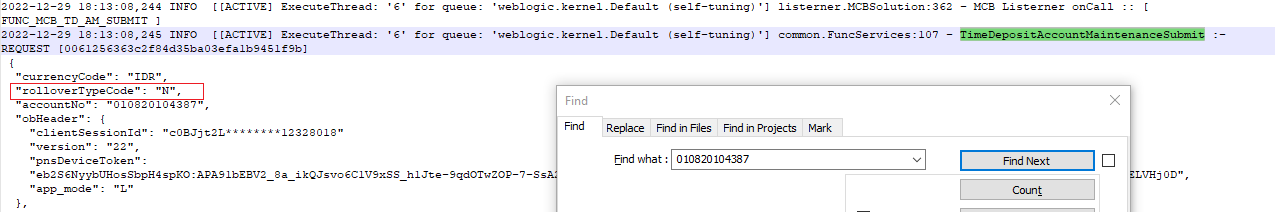 2022-12-29 18:13:08,244 INFO  [[ACTIVE] ExecuteThread: '6' for queue: 'weblogic.kernel.Default (self-tuning)'] listerner.MCBSolution:362 - MCB Listerner onCall :: [
FUNC_MCB_TD_AM_SUBMIT ]
2022-12-29 18:13:08,245 INFO  [[ACTIVE] ExecuteThread: '6' for queue: 'weblogic.kernel.Default (self-tuning)'] common.FuncServices:107 - TimeDepositAccountMaintenanceSubmit :-
REQUEST [0061256363c2f84d35ba03efa1b9451f9b]
{
"currencyCode": "IDR",
"rolloverTypeCode": "N",
"accountNo": "010820104387",
"obHeader": {
"clientSessionId": "c0BJjt2L********12328018"
"version": "22",
"pnsDeviceToken":
"eb2S6NyybUHosSbpH4spKO:APA91bEBV2_8a_ikQJsvo6C1V9xSS_h1Jte-9qdOTwZOP-7-SsA
ELVHj0D",
"app_mode": "L"
},
Find
Find Replace Find in Files Find in Projects Mark
Find what : 010820104387
Find Next
Count